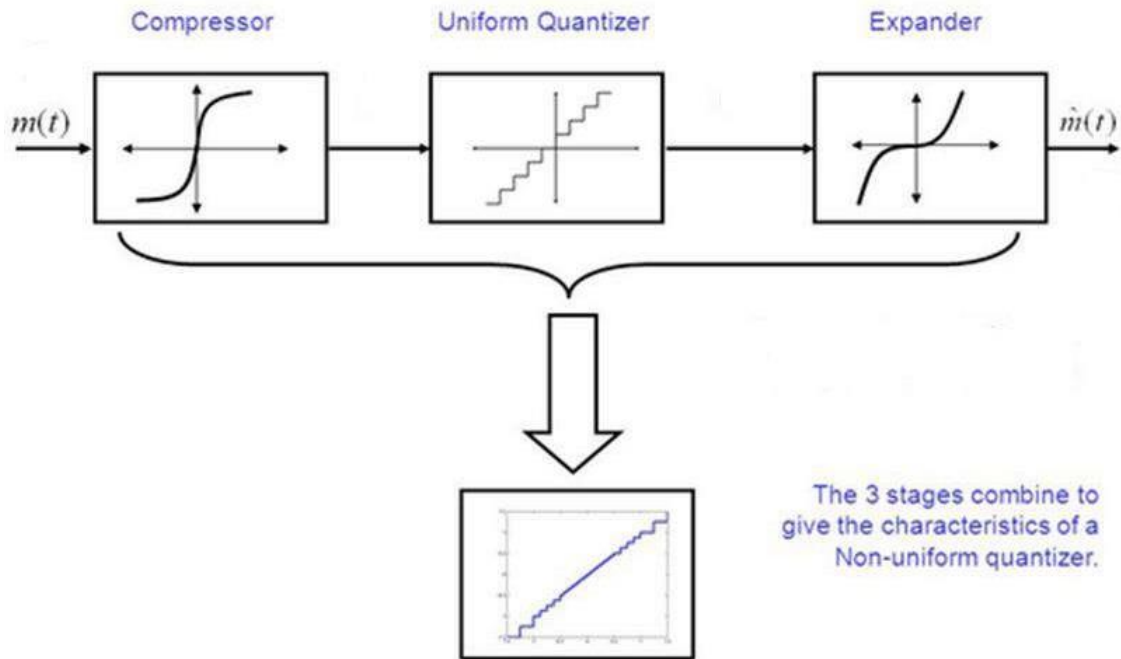 Compressor
Uniform Quantizer
Expander
m(t)
m̂(t)
The 3 stages combine to
give the characteristics of a
Non-uniform quantizer.